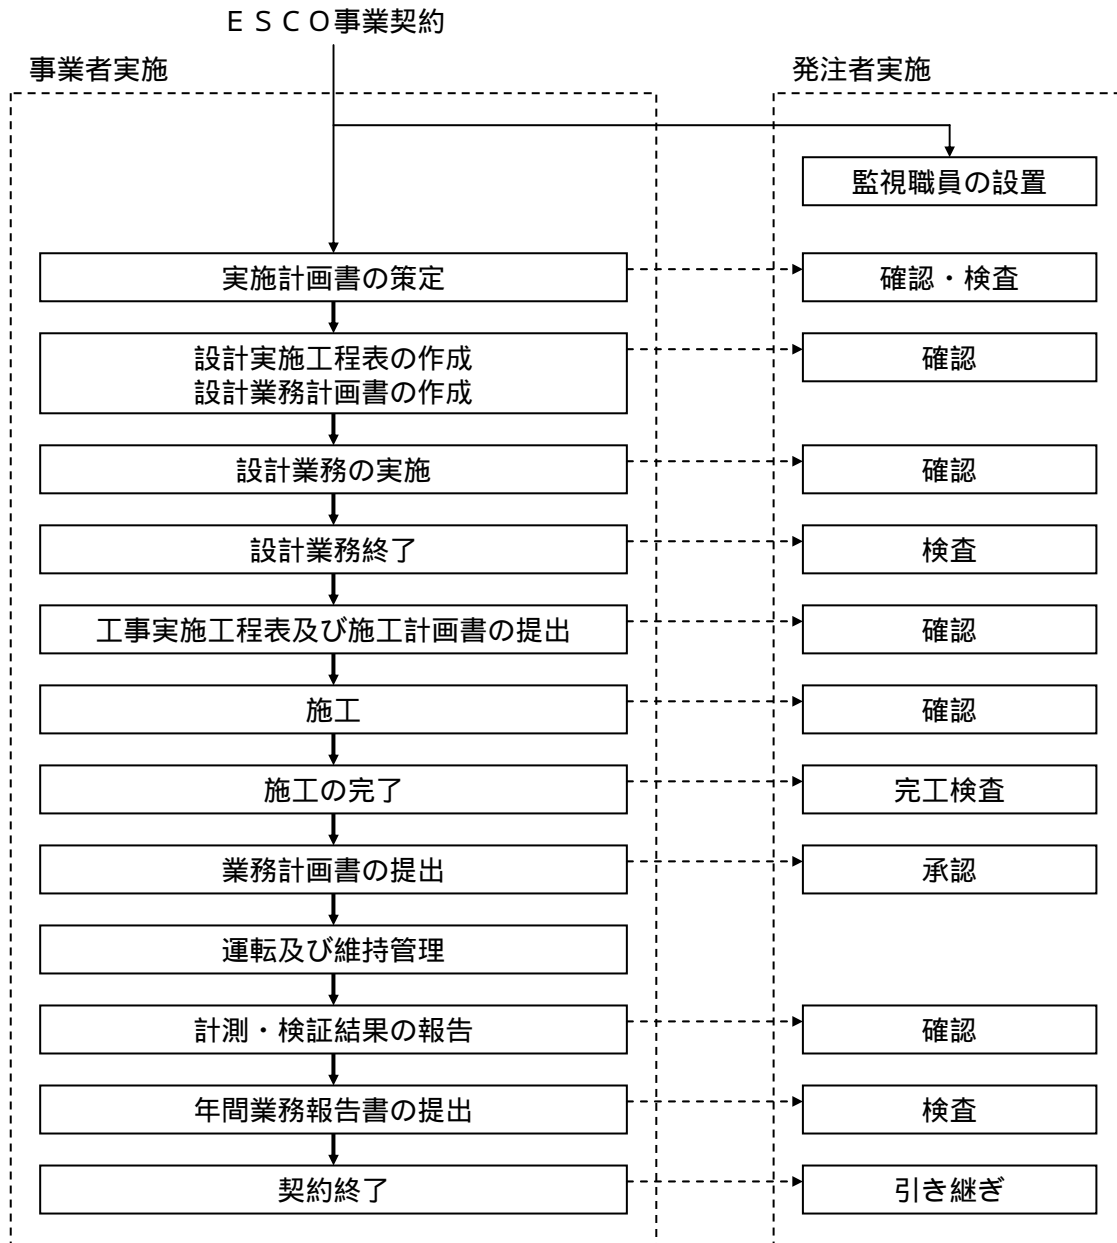 ＥＳＣＯ事業契約
事業者実施
発注者実施
監視職員の設置
実施計画書の策定
確認・検査
設計実施工程表の作成
設計業務計画書の作成
確認
設計業務の実施
確認
設計業務終了
検査
工事実施工程表及び施工計画書の提出
確認
施工
確認
施工の完了
完工検査
業務計画書の提出
承認
運転及び維持管理
計測・検証結果の報告
確認
年間業務報告書の提出
検査
契約終了
引き継ぎ